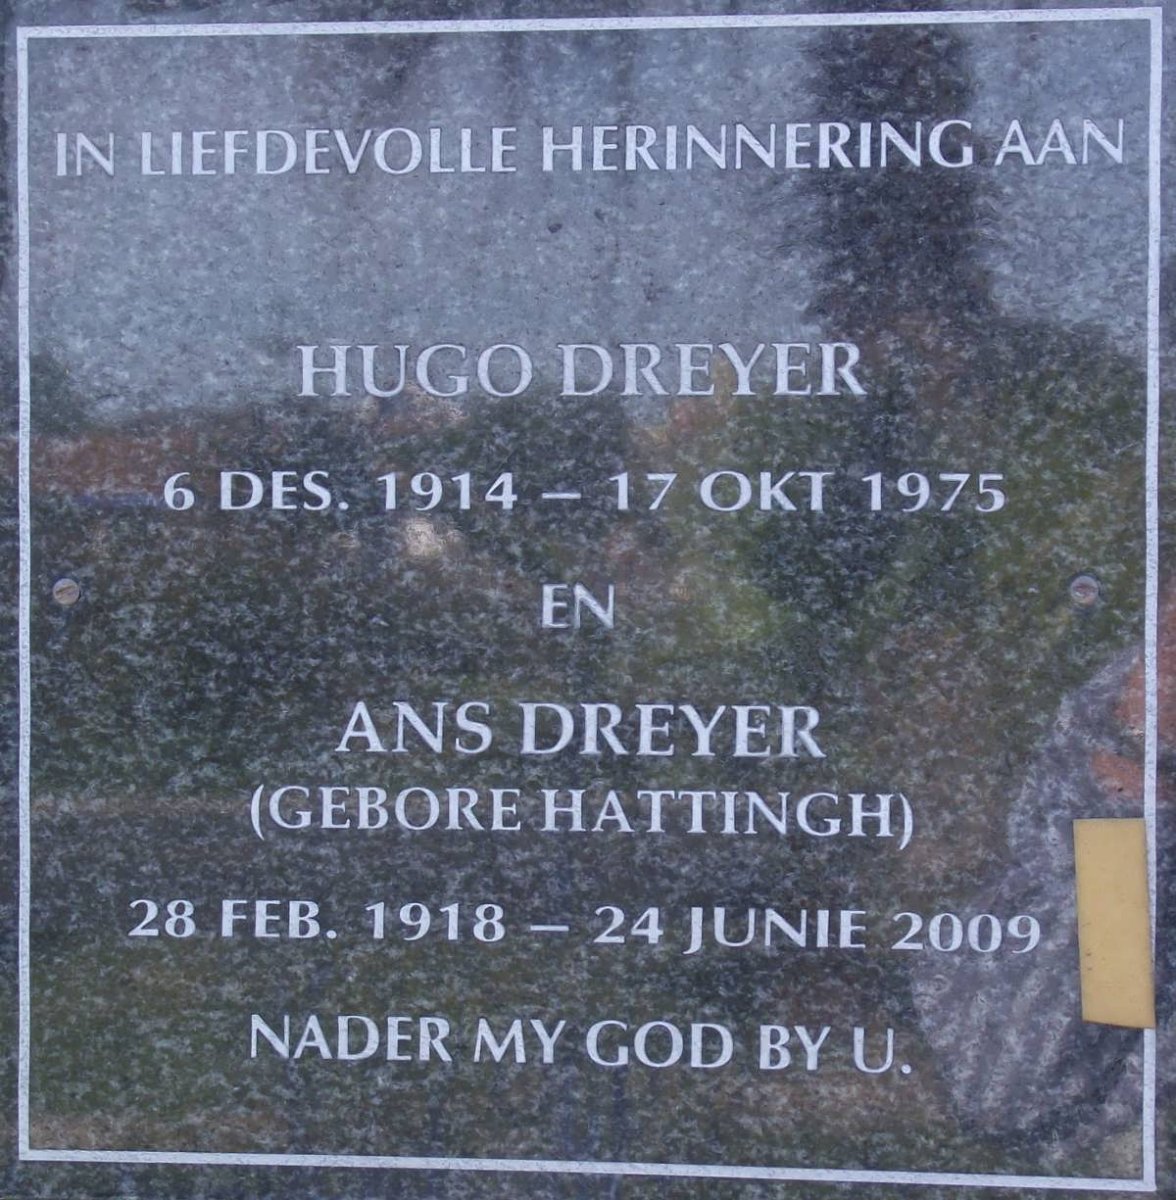 IN LIEFDEVOLLE HERINNERING AAN
HUGO DREYER
6 DES. 1914 – 17 OKT 1975
EN
ANS DREYER
(GEBORE HATTINGH)
28 FEB. 1918 – 24 JUNIE 2009
NADER MY GOD BY U.